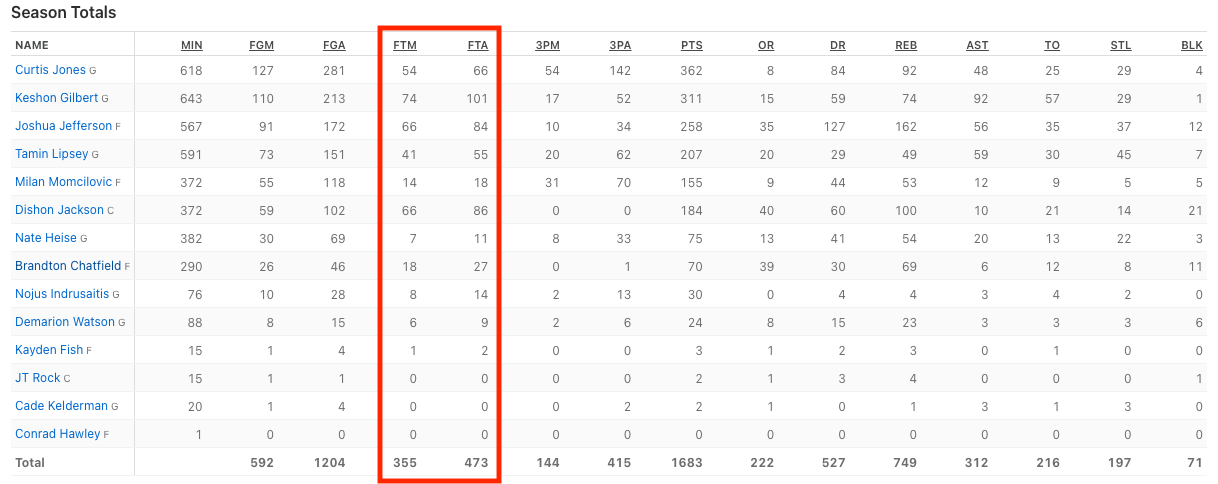 Season Totals
NAME MIN FGM FGA FTM FTA 3PM 3PA PTS OR DR REB AST TO STL BLK
Curtis Jones G 618 127 281 54 66 54 142 362 8 84 92 48 25 29 4
Keshon Gilbert G 643 110 213 74 101 17 52 311 15 59 74 92 57 29 1
Joshua Jefferson F 567 91 172 66 84 10 34 258 35 127 162 56 35 37 12
Tamin Lipsey G 591 73 151 41 55 20 62 207 20 29 49 59 30 45 7
Milan Momcilovic F 372 55 118 14 18 31 70 155 9 44 53 12 9 5 5
Dishon Jackson C 372 59 102 66 86 0 0 184 40 60 100 10 21 14 21
Nate Heise G 382 30 69 7 11 8 33 75 13 41 54 20 13 22 3
Brandton Chatfield F 290 26 46 18 27 0 1 70 39 30 69 6 12 8 11
Nojus Indrusaitis G 76 10 28 8 14 2 13 30 0 4 4 3 4 2 0
Demarion Watson G 88 8 15 6 9 2 6 24 8 15 23 3 3 3 6
Kayden Fish F 15 1 4 1 2 0 0 3 1 2 3 0 1 0 0
JT Rock C 15 1 1 0 0 0 0 2 1 3 4 0 0 0 1
Cade Kelderman G 20 1 4 0 0 0 2 2 1 0 1 3 1 3 0
Conrad Hawley F 1 0 0 0 0 0 0 0 0 0 0 0 0 0 0
Total 592 1204 355 473 144 415 1683 222 527 749 312 216 197 71